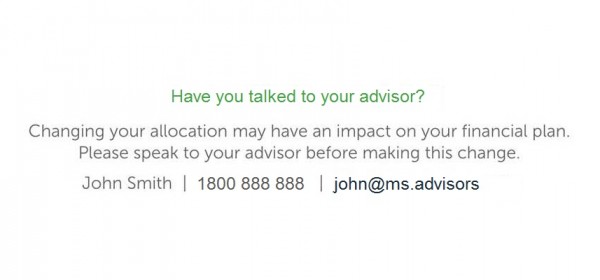 Have you talked to your advisor?
Changing your allocation may have an impact on your financial plan.
Please speak to your advisor before making this change.
John Smith | 1800 888 888 | john@ms.advisors